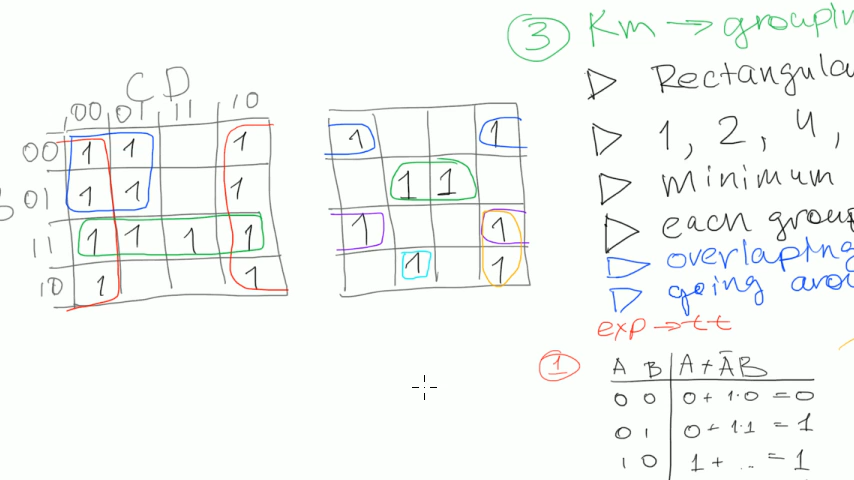 ③ Km → groupin
▷ Rectangula
▷ 1, 2, 4,
▷ minimum
▷ each group
▷ overlaping
▷ going aro
exp → tt
CD
00 01 11 10
00 1 1 1
B 01 1 1 1
11 1 1 1 1
10 1 1
1 1
1 1
1 1
1 1
① A B A + A̅B
0 0 0 + 1·0 = 0
0 1 0 + 1·1 = 1
1 0 1 + .. = 1